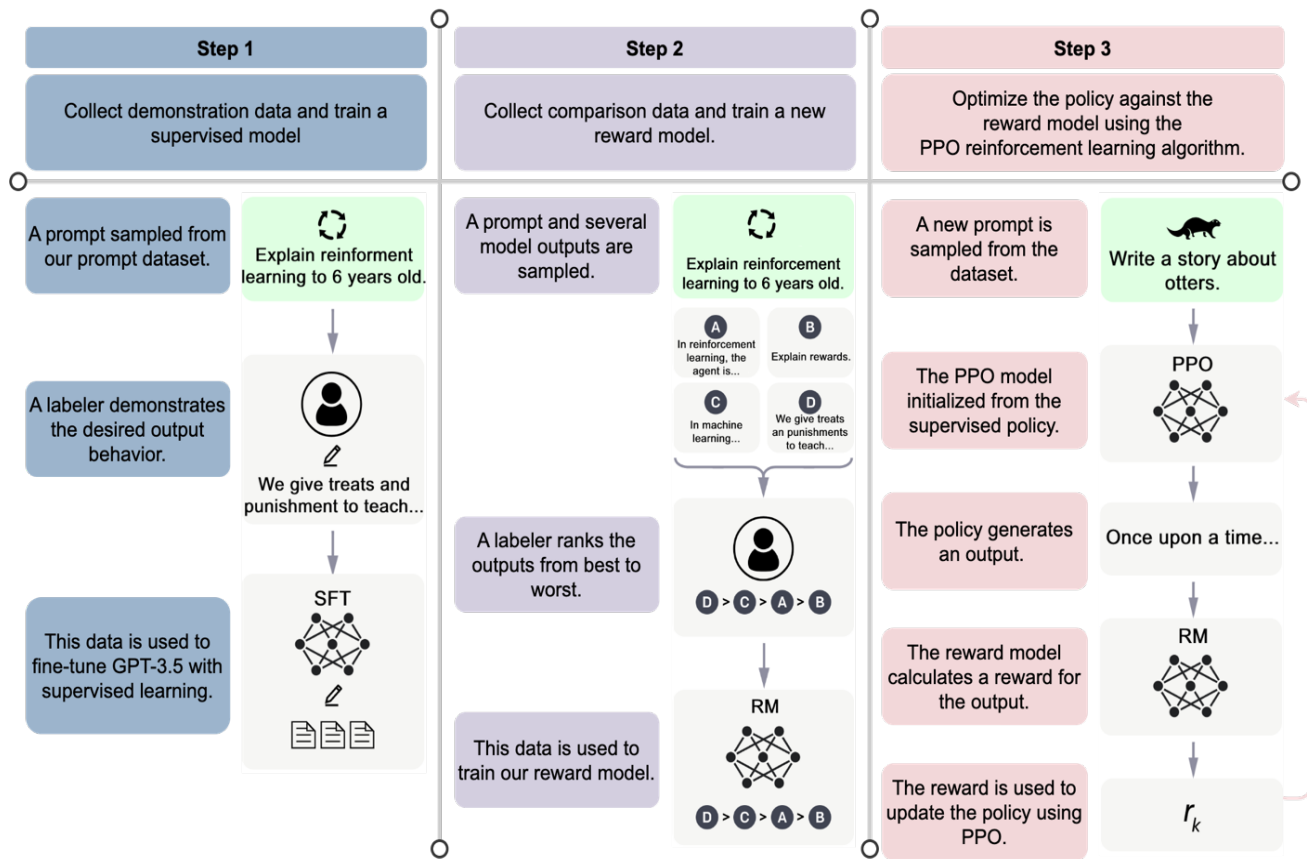 Step 1
Collect demonstration data and train a
supervised model
A prompt sampled from
our prompt dataset.
Explain reinforment
learning to 6 years old.
A labeler demonstrates
the desired output
behavior.
We give treats and
punishment to teach...
This data is used to
fine-tune GPT-3.5 with
supervised learning.
SFT
Step 2
Collect comparison data and train a new
reward model.
A prompt and several
model outputs are
sampled.
Explain reinforcement
learning to 6 years old.
A
In reinforcement
learning, the
agent is...
B
Explain rewards.
C
In machine
learning...
D
We give treats
an punishments
to teach...
A labeler ranks the
outputs from best to
worst.
D > C > A > B
This data is used to
train our reward model.
RM
D > C > A > B
Step 3
Optimize the policy against the
reward model using the
PPO reinforcement learning algorithm.
A new prompt is
sampled from the
dataset.
Write a story about
otters.
The PPO model
initialized from the
supervised policy.
PPO
The policy generates
an output.
Once upon a time...
The reward model
calculates a reward for
the output.
RM
The reward is used to
update the policy using
PPO.
rk